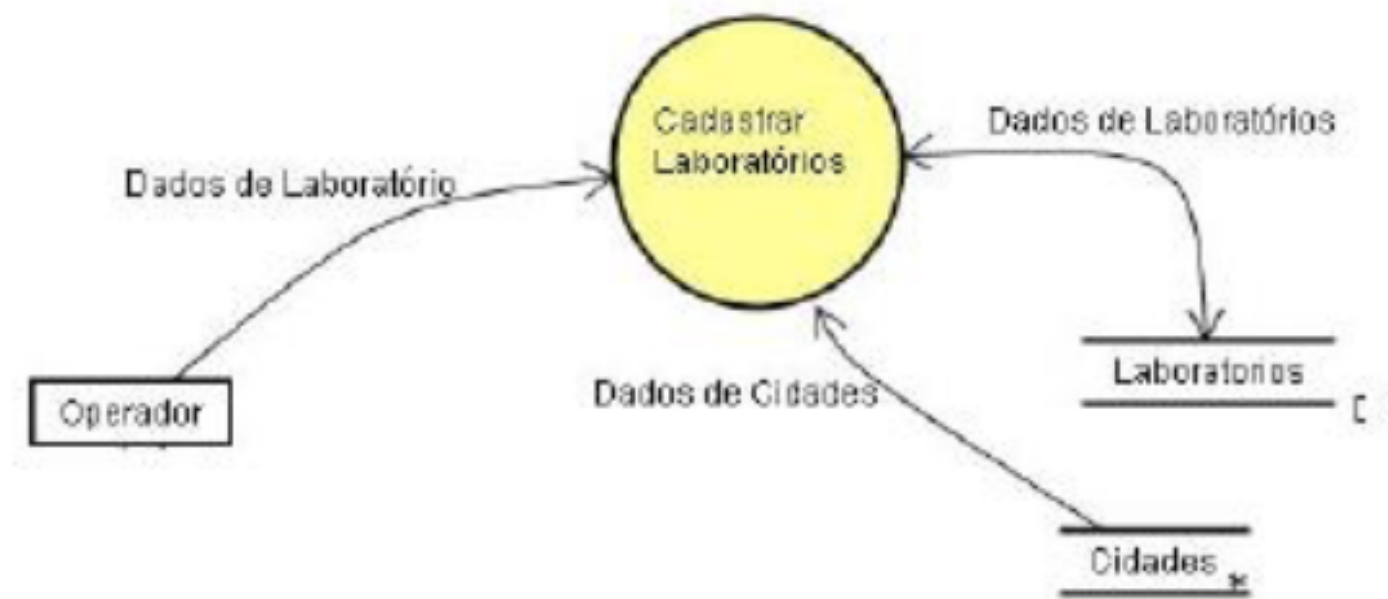 Cadastrar
Laboratórios
Dados de Laboratórios
Dados de Laboratório
Laboratorios
Dados de Cidades
Operador
Cidades *